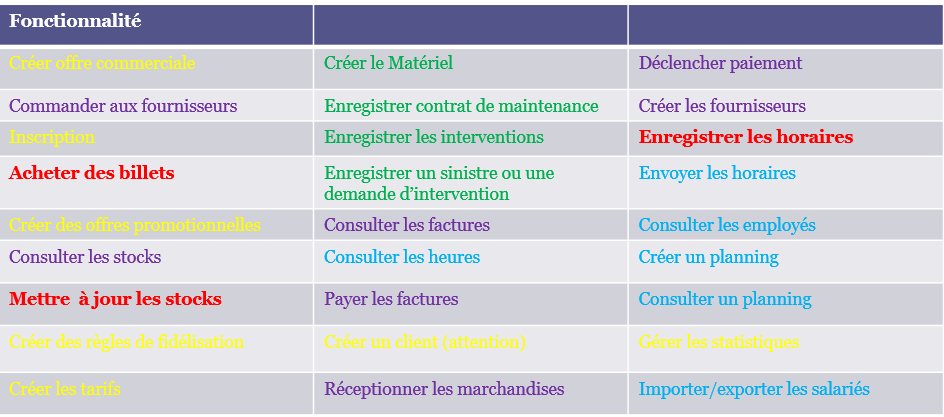 Fonctionnalité
Créer offre commerciale
Créer le Matériel
Déclencher paiement
Commander aux fournisseurs
Enregistrer contrat de maintenance
Créer les fournisseurs
Inscription
Enregistrer les interventions
Enregistrer les horaires
Acheter des billets
Enregistrer un sinistre ou une
demande d'intervention
Envoyer les horaires
Créer des offres promotionnelles
Consulter les factures
Consulter les employés
Consulter les stocks
Consulter les heures
Créer un planning
Mettre  à jour les stocks
Payer les factures
Consulter un planning
Créer des règles de fidélisation
Créer un client (attention)
Gérer les statistiques
Créer les tarifs
Réceptionner les marchandises
Importer/exporter les salariés